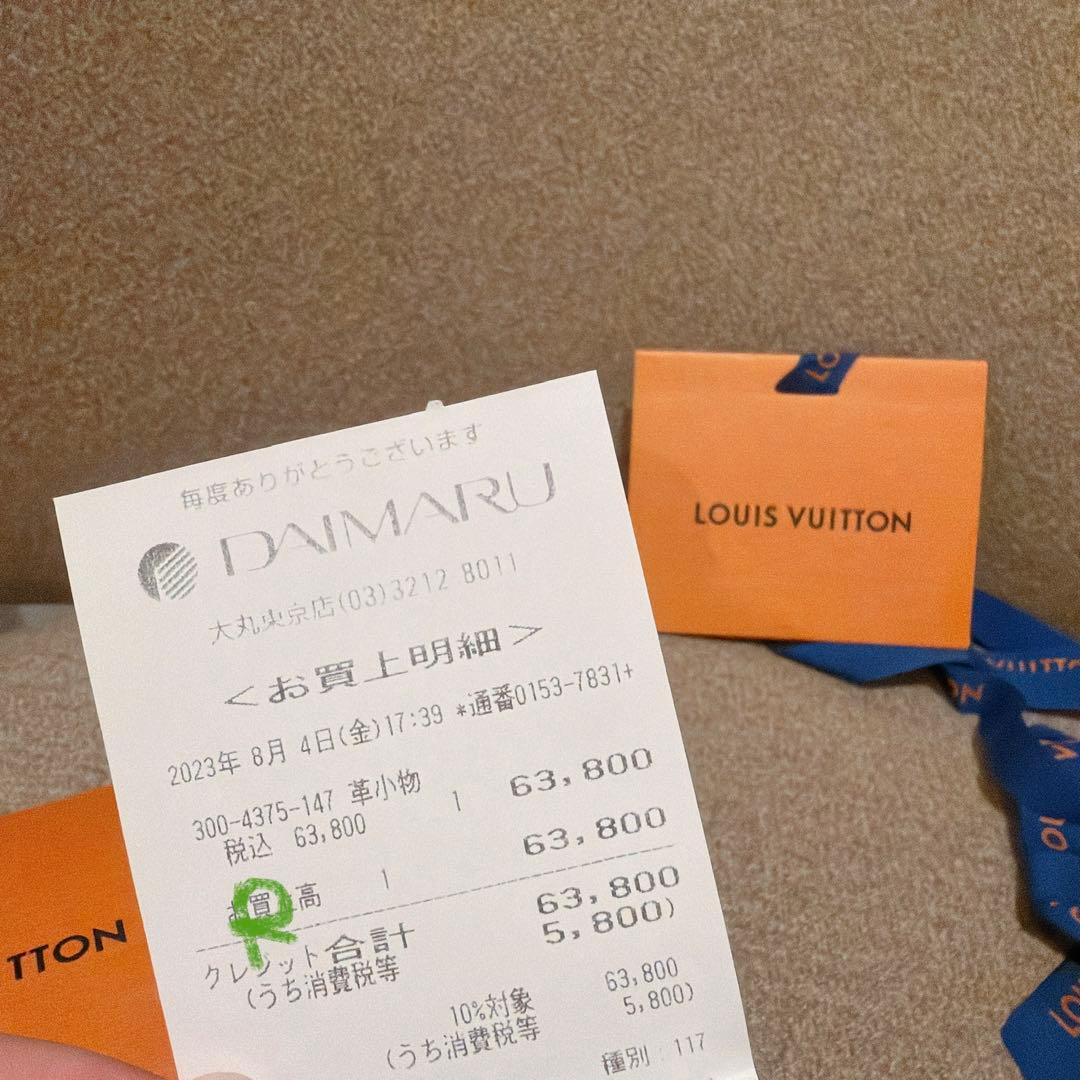 毎度ありがとうございます
DAIMARU
大丸東京店(03)3212 8011
<お買上明細>
2023年 8月 4日(金)17:39 *通番0153-7831+
300-4375-147 革小物
税込 63,800 1 63,800
買 高 1 63,800
クレジット合計 63,800
(うち消費税等 5,800)
10%対象 63,800
(うち消費税等 5,800)
種別 : 117
LOUIS VUITTON
TTON
LO
VUITTO
ON